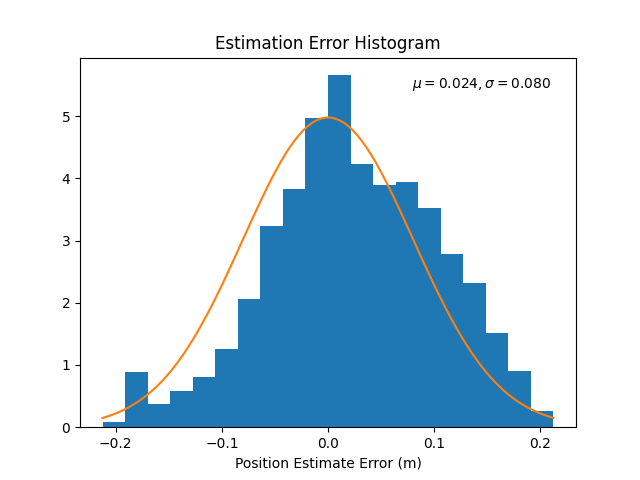 Estimation Error Histogram
μ = 0.024, σ = 0.080
5
4
3
2
1
0
−0.2 −0.1 0.0 0.1 0.2
Position Estimate Error (m)